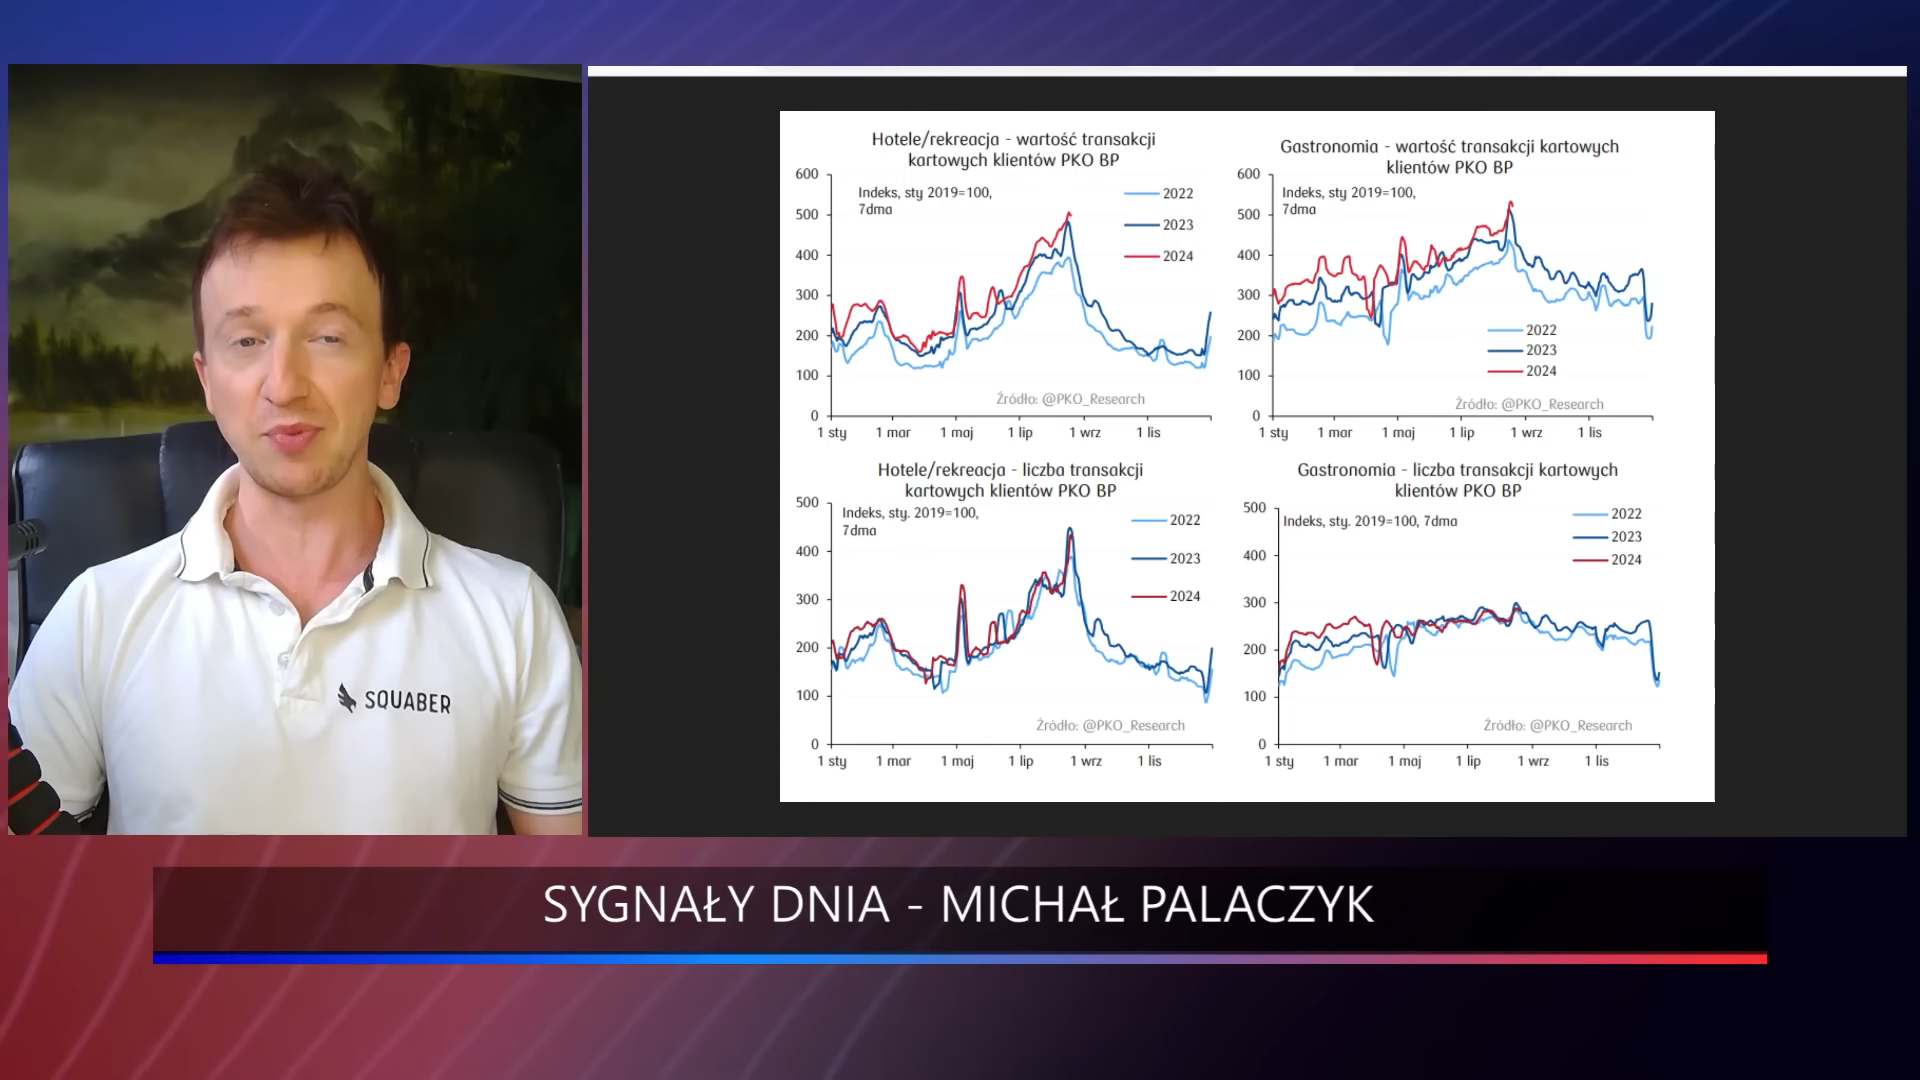 Hotele/rekreacja - wartość transakcji
kartowych klientów PKO BP
Indeks, sty 2019=100,
7dma
2022
2023
2024
600
500
400
300
200
100
0
1 sty 1 mar 1 maj 1 lip 1 wrz 1 lis
Źródło: @PKO_Research
Gastronomia - wartość transakcji kartowych
klientów PKO BP
Indeks, sty 2019=100,
7dma
600
500
400
300
200
100
0
2022
2023
2024
Źródło: @PKO_Research
1 sty 1 mar 1 maj 1 lip 1 wrz 1 lis
Hotele/rekreacja - liczba transakcji
kartowych klientów PKO BP
Indeks, sty. 2019=100,
7dma
2022
2023
2024
500
400
300
200
100
0
Źródło: @PKO_Research
1 sty 1 mar 1 maj 1 lip 1 wrz 1 lis
Gastronomia - liczba transakcji kartowych
klientów PKO BP
Indeks, sty. 2019=100, 7dma
2022
2023
2024
500
400
300
200
100
0
Źródło: @PKO_Research
1 sty 1 mar 1 maj 1 lip 1 wrz 1 lis
SQUABER
SYGNAŁY DNIA - MICHAŁ PALACZYK